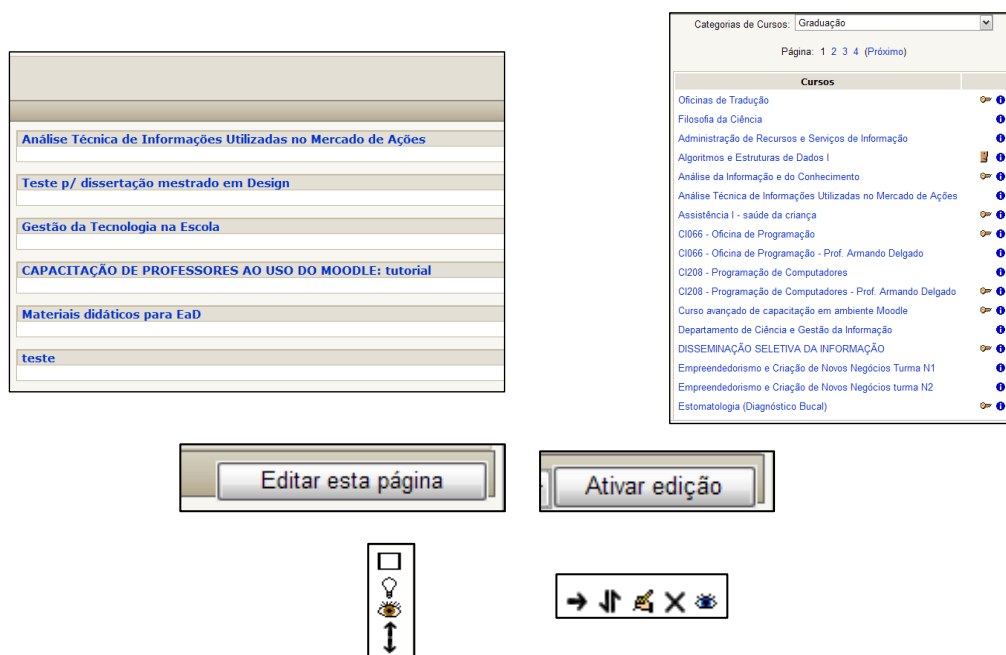 Análise Técnica de Informações Utilizadas no Mercado de Ações
Teste p/ dissertação mestrado em Design
Gestão da Tecnologia na Escola
CAPACITAÇÃO DE PROFESSORES AO USO DO MOODLE: tutorial
Materiais didáticos para EaD
teste
Categorias de Cursos: Graduação
Página: 1 2 3 4 (Próximo)
Cursos
Oficinas de Tradução
Filosofia da Ciência
Administração de Recursos e Serviços de Informação
Algoritmos e Estruturas de Dados I
Análise da Informação e do Conhecimento
Análise Técnica de Informações Utilizadas no Mercado de Ações
Assistência I - saúde da criança
CI066 - Oficina de Programação
CI066 - Oficina de Programação - Prof. Armando Delgado
CI208 - Programação de Computadores
CI208 - Programação de Computadores - Prof. Armando Delgado
Curso avançado de capacitação em ambiente Moodle
Departamento de Ciência e Gestão da Informação
DISSEMINAÇÃO SELETIVA DA INFORMAÇÃO
Empreendedorismo e Criação de Novos Negócios Turma N1
Empreendedorismo e Criação de Novos Negócios turma N2
Estomatologia (Diagnóstico Bucal)
Editar esta página
Ativar edição